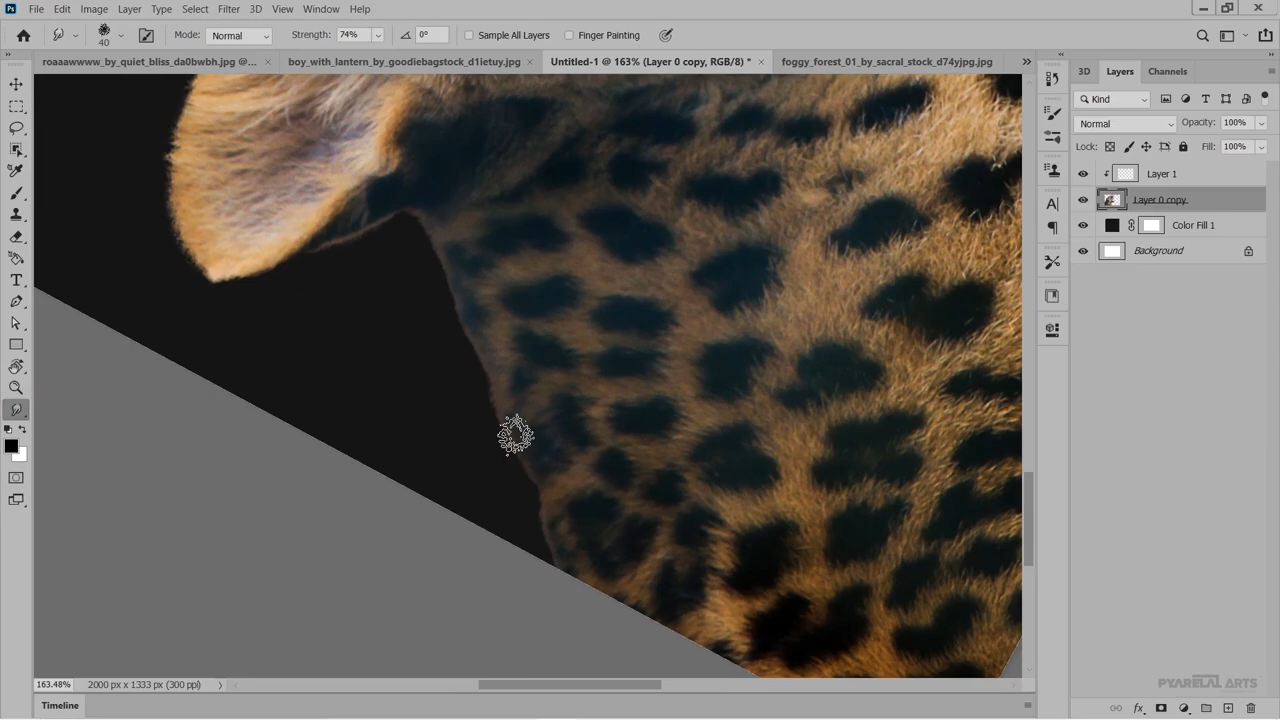 Ps File Edit Image Layer Type Select Filter 3D View Window Help
40 Mode: Normal Strength: 74% 0° Sample All Layers Finger Painting
roaaawwww_by_quiet_bliss_da0bwbh.jpg @... × boy_with_lantern_by_goodiebagstock_d1ietuy.jpg × Untitled-1 @ 163% (Layer 0 copy, RGB/8) * × foggy_forest_01_by_sacral_stock_d74yjpg.jpg
3D Layers Channels
Kind
Normal Opacity: 100%
Lock: Fill: 100%
Layer 1
Layer 0 copy
Color Fill 1
Background
163.48% 2000 px x 1333 px (300 ppi)
PYARELAL ARTS
Timeline
fx